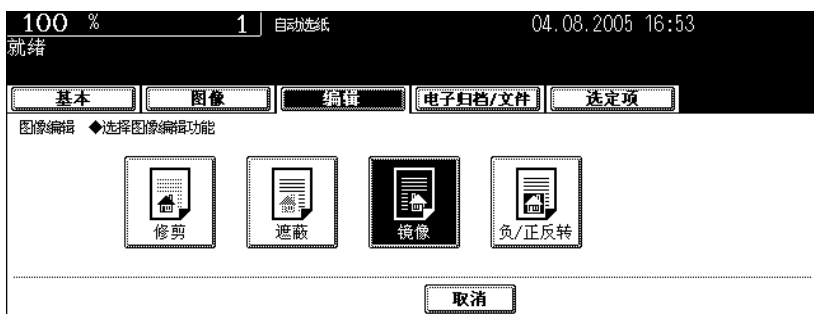 100 % 1 自动选纸 04.08.2005 16:53
就绪
基本 图像 编辑 电子归档/文件 选定项
图像编辑 ◆选择图像编辑功能
修剪 遮蔽 镜像 负/正反转
取消